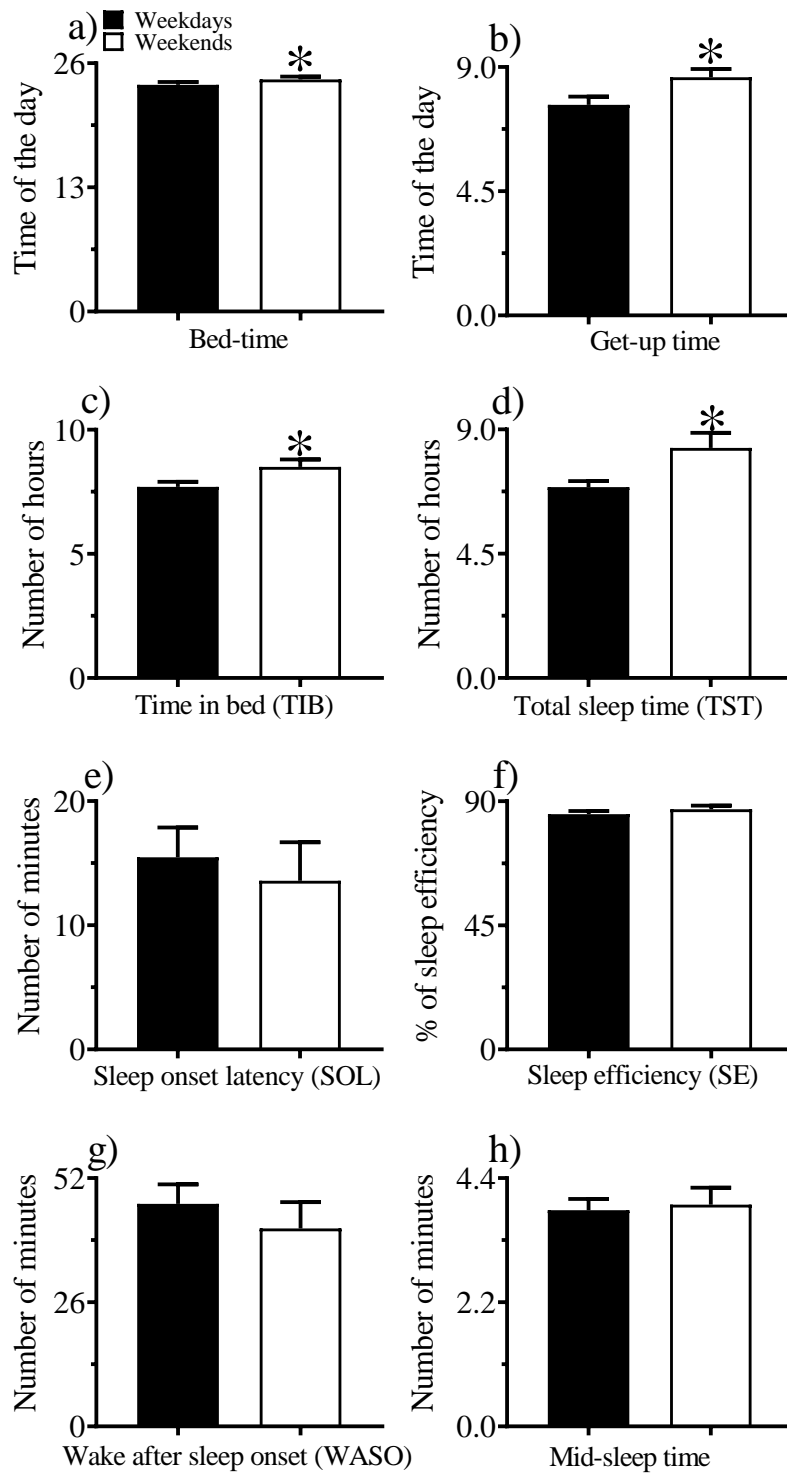 Weekdays
Weekends
a)
*
Time of the day
26
13
0
Bed-time
b)
*
Time of the day
9.0
4.5
0.0
Get-up time
c)
*
Number of hours
10
5
0
Time in bed (TIB)
d)
*
Number of hours
9.0
4.5
0.0
Total sleep time (TST)
e)
Number of minutes
20
10
0
Sleep onset latency (SOL)
f)
% of sleep efficiency
90
45
0
Sleep efficiency (SE)
g)
Number of minutes
52
26
0
Wake after sleep onset (WASO)
h)
Number of minutes
4.4
2.2
0.0
Mid-sleep time